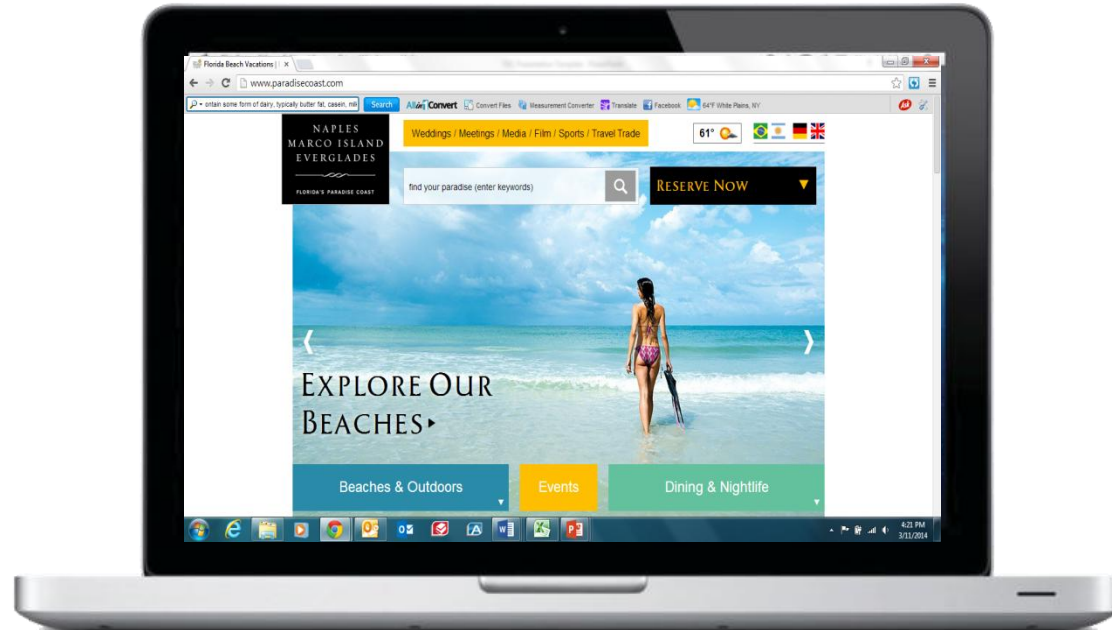 Florida Beach Vacations |
www.paradisecoast.com
ontain some form of dairy, typically butter fat, casein, milk
Search
Convert
Convert Files
Measurement Converter
Translate
Facebook
64°F White Plains, NY
NAPLES
MARCO ISLAND
EVERGLADES
FLORIDA'S PARADISE COAST
Weddings / Meetings / Media / Film / Sports / Travel Trade
61°
find your paradise (enter keywords)
RESERVE NOW
EXPLORE OUR
BEACHES
Beaches & Outdoors
Events
Dining & Nightlife
4:21 PM
3/11/2014